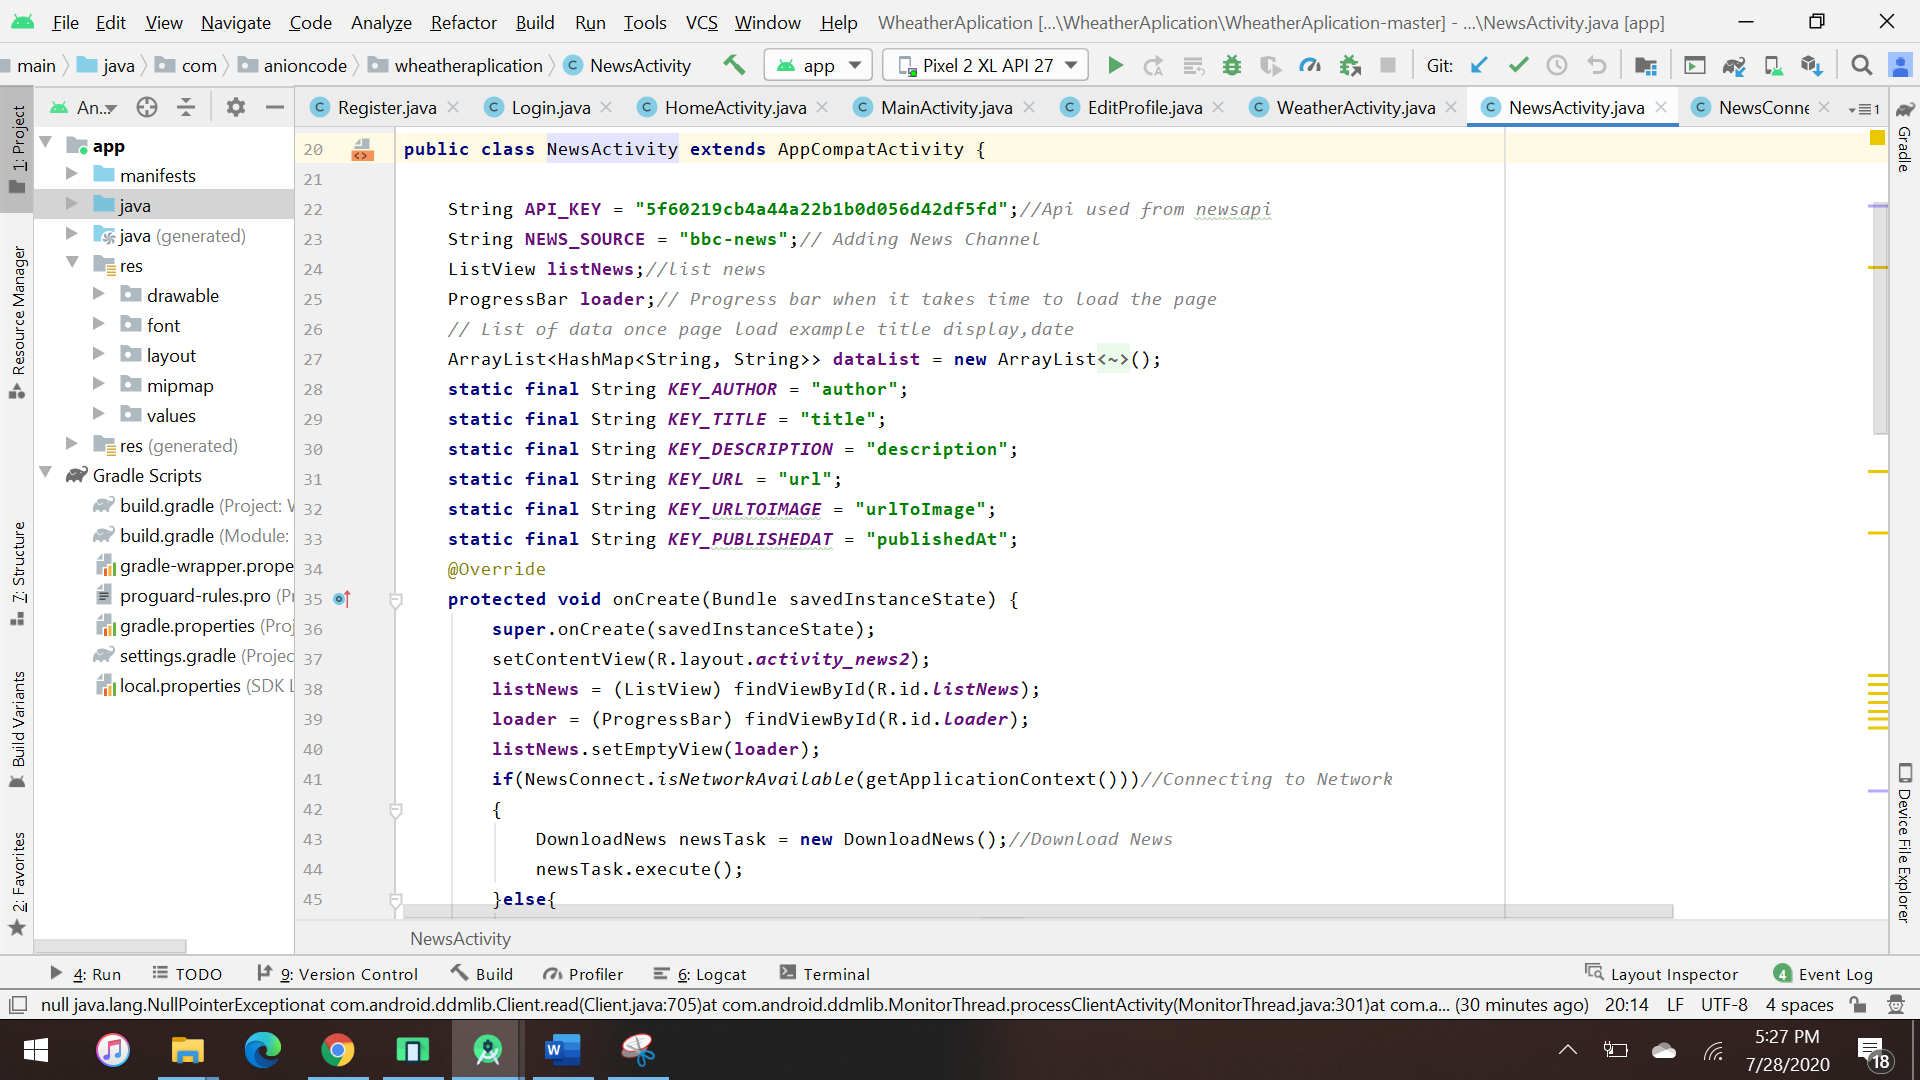 File Edit View Navigate Code Analyze Refactor Build Run Tools VCS Window Help WheatherAplication [...\WheatherAplication\WheatherAplication-master] - ...\NewsActivity.java [app]
main java com anioncode wheatheraplication NewsActivity app Pixel 2 XL API 27 Git:
An... Register.java Login.java HomeActivity.java MainActivity.java EditProfile.java WeatherActivity.java NewsActivity.java NewsConne 1
1: Project
Resource Manager
7: Structure
Build Variants
2: Favorites
app
manifests
java
java (generated)
res
drawable
font
layout
mipmap
values
res (generated)
Gradle Scripts
build.gradle (Project: W
build.gradle (Module:
gradle-wrapper.prope
proguard-rules.pro (Pr
gradle.properties (Proj
settings.gradle (Projec
local.properties (SDK L
20 public class NewsActivity extends AppCompatActivity {
21
22 String API_KEY = "5f60219cb4a44a22b1b0d056d42df5fd";//Api used from newsapi
23 String NEWS_SOURCE = "bbc-news";// Adding News Channel
24 ListView listNews;//list news
25 ProgressBar loader;// Progress bar when it takes time to load the page
26 // List of data once page load example title display,date
27 ArrayList<HashMap<String, String>> dataList = new ArrayList<~>();
28 static final String KEY_AUTHOR = "author";
29 static final String KEY_TITLE = "title";
30 static final String KEY_DESCRIPTION = "description";
31 static final String KEY_URL = "url";
32 static final String KEY_URLTOIMAGE = "urlToImage";
33 static final String KEY_PUBLISHEDAT = "publishedAt";
34 @Override
35 protected void onCreate(Bundle savedInstanceState) {
36 super.onCreate(savedInstanceState);
37 setContentView(R.layout.activity_news2);
38 listNews = (ListView) findViewById(R.id.listNews);
39 loader = (ProgressBar) findViewById(R.id.loader);
40 listNews.setEmptyView(loader);
41 if(NewsConnect.isNetworkAvailable(getApplicationContext()))//Connecting to Network
42 {
43 DownloadNews newsTask = new DownloadNews();//Download News
44 newsTask.execute();
45 }else{
NewsActivity
Gradle
Device File Explorer
4: Run TODO 9: Version Control Build Profiler 6: Logcat Terminal Layout Inspector 4 Event Log
null java.lang.NullPointerExceptionat com.android.ddmlib.Client.read(Client.java:705)at com.android.ddmlib.MonitorThread.processClientActivity(MonitorThread.java:301)at com.a... (30 minutes ago) 20:14 LF UTF-8 4 spaces
W
5:27 PM
7/28/2020
18